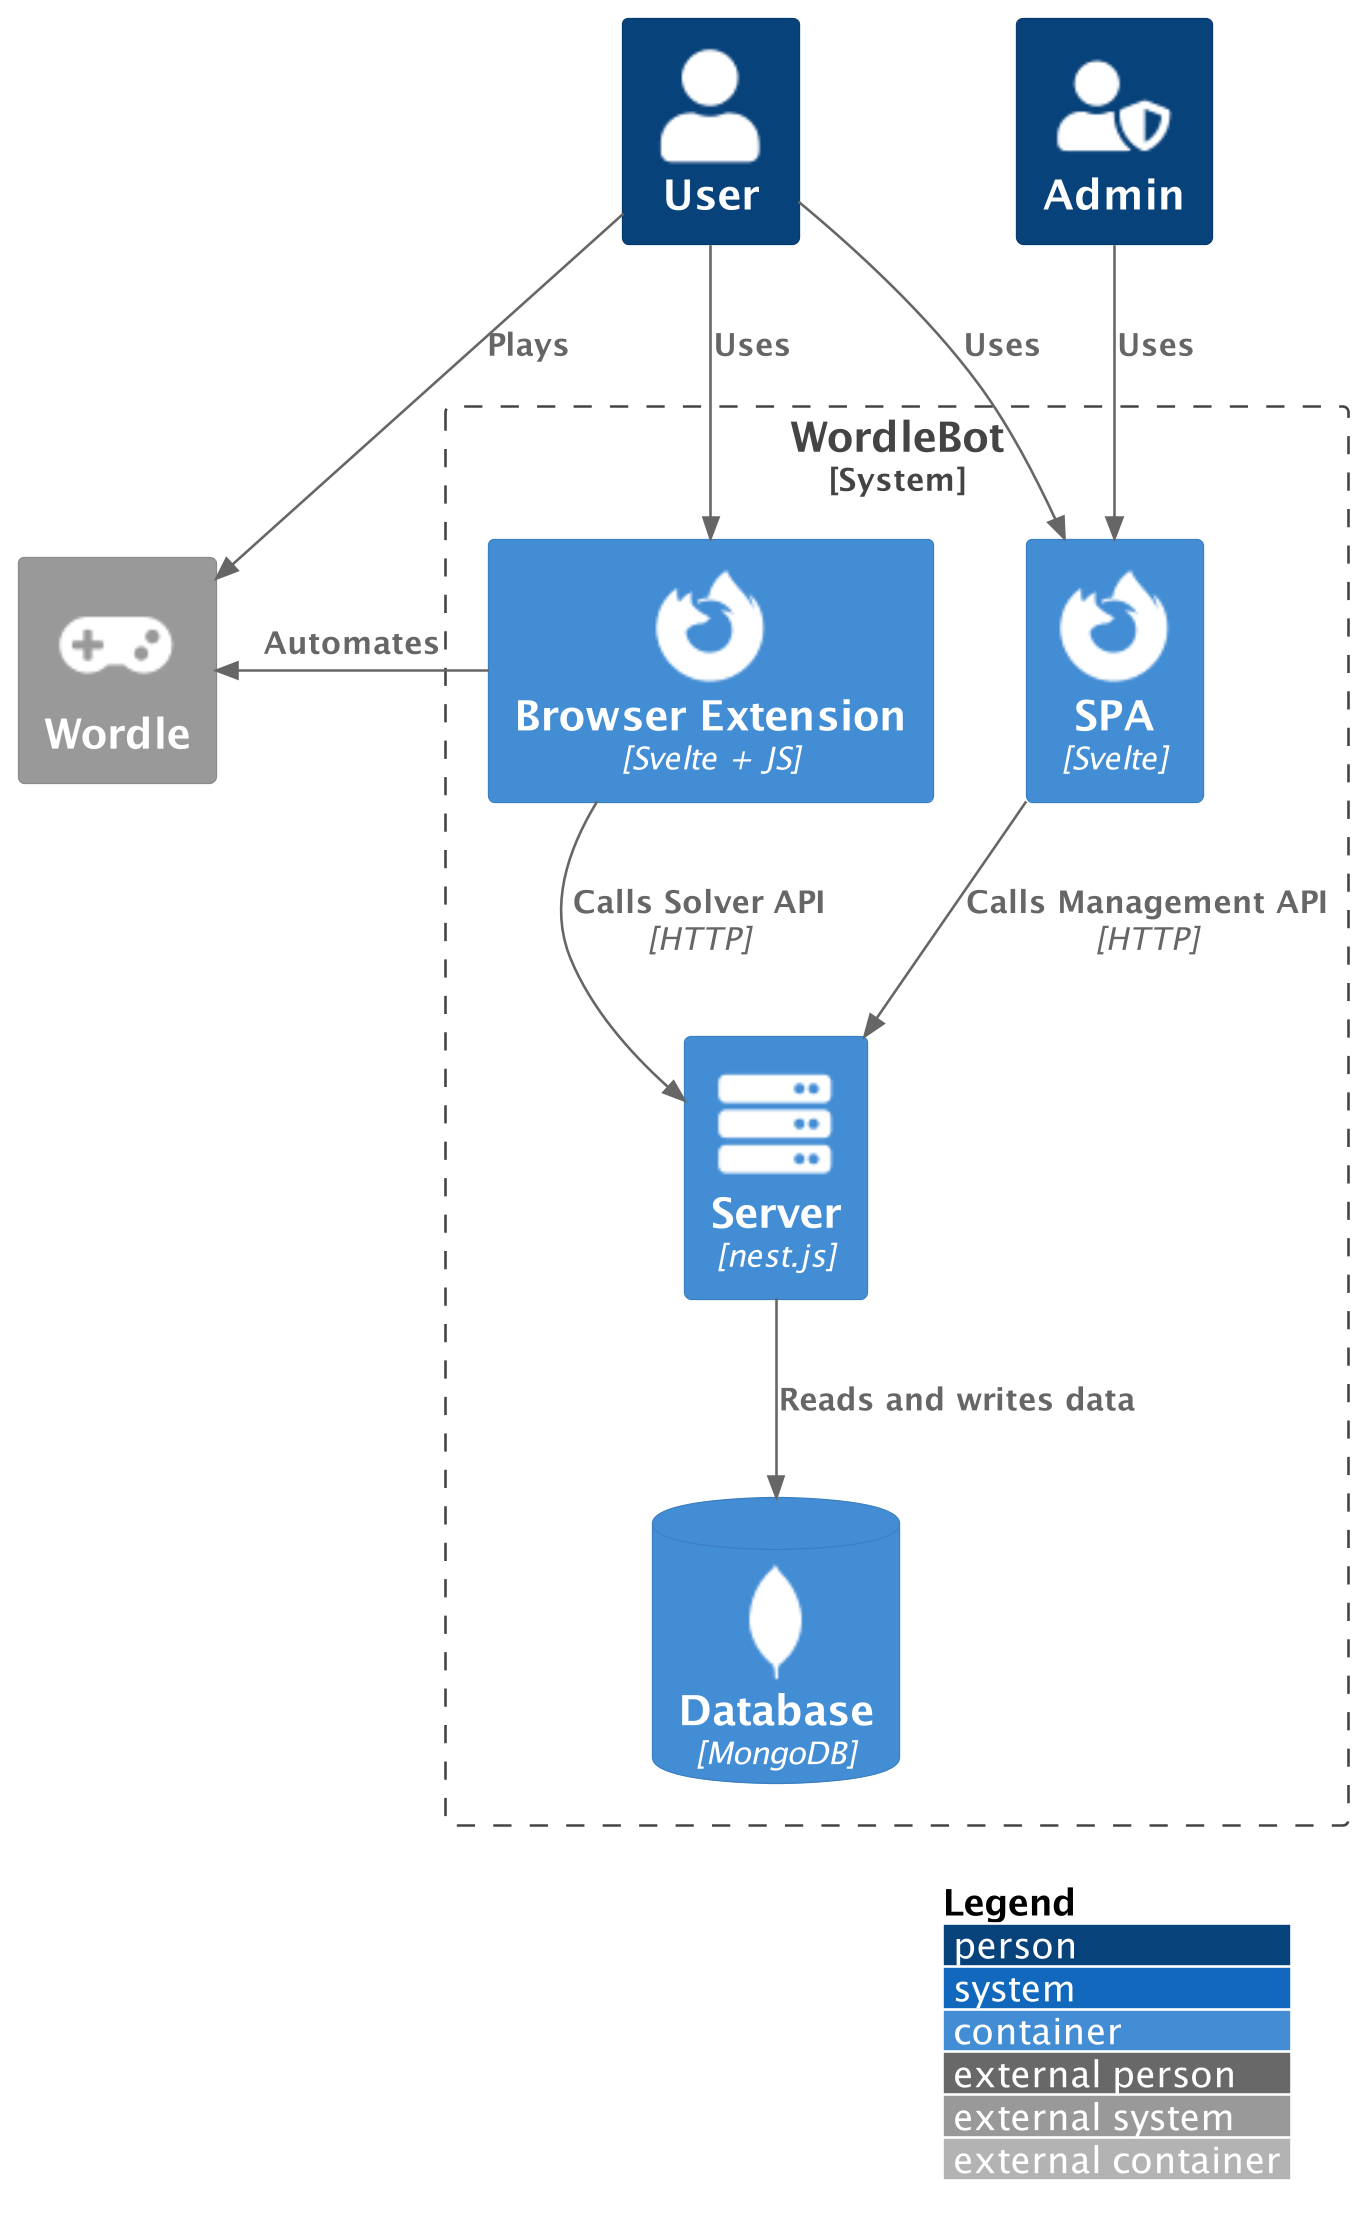 User
Admin
Plays
Uses
Uses
Uses
WordleBot
[System]
Automates
Wordle
Browser Extension
[Svelte + JS]
SPA
[Svelte]
Calls Solver API
[HTTP]
Calls Management API
[HTTP]
Server
[nest.js]
Reads and writes data
Database
[MongoDB]
Legend
person
system
container
external person
external system
external container